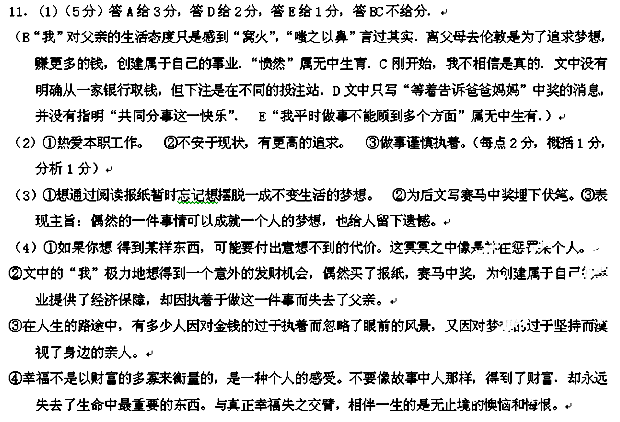 11.（1）（5分）答A给3分，答D给2分，答E给1分，答BC不给分.
（B“我”对父亲的生活态度只是感到“窝火”，“嗤之以鼻”言过其实. 离父母去伦敦是为了追求梦想，
赚更多的钱，创建属于自己的事业. “愤然”属无中生有. C 刚开始，我不相信是真的. 文中没有
明确从一家银行取钱，但下注是在不同的投注站. D 文中只写“等着告诉爸爸妈妈”中奖的消息，
并没有指明“共同分享这一快乐”. E “我平时做事不能顾到多个方面”属无中生有.）
（2）①热爱本职工作。 ②不安于现状，有更高的追求。 ③做事谨慎执着。（每点2分，概括1分，
分析1分）
（3）①想通过阅读报纸暂时忘记想摆脱一成不变生活的梦想。 ②为后文写赛马中奖埋下伏笔。③表
现主旨：偶然的一件事情可以成就一个人的梦想，也给人留下遗憾。
（4）①如果你想 得到某样东西，可能要付出意想不到的代价。这冥冥之中像是 在惩罚某个人。
②文中的“我”极力地想得到一个意外的发财机会，偶然买了报纸，赛马中奖，为创建属于自己
业提供了经济保障，却因执着于做这一件事而失去了父亲。
③在人生的路途中，有多少人因对金钱的过于执着而忽略了眼前的风景，又因对梦 的过于坚持而漠
视了身边的亲人。
④幸福不是以财富的多寡来衡量的，是一种个人的感受。不要像故事中人那样，得到了财富. 却永远
失去了生命中最重要的东西。与真正幸福失之交臂，相伴一生的是无止境的懊恼和悔恨。